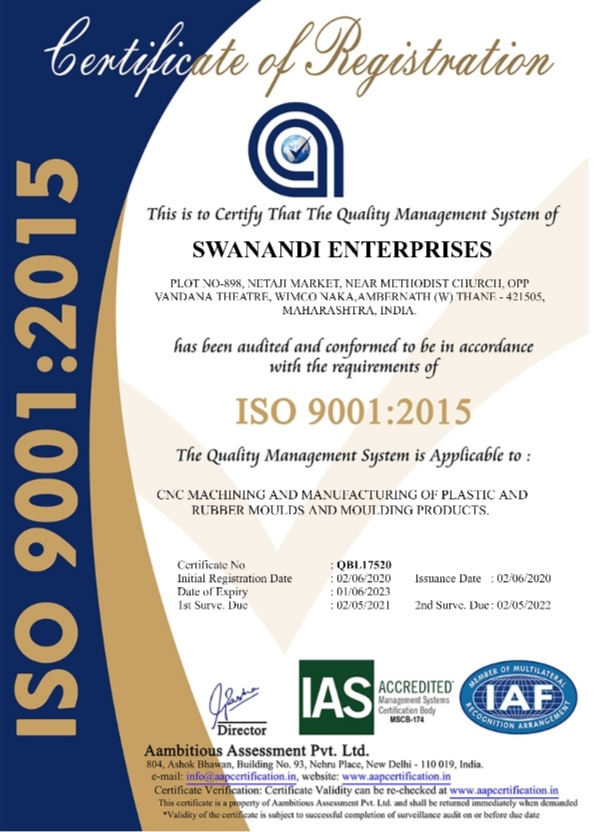 Certificate of Registration
ISO 9001:2015
This is to Certify That The Quality Management System of
SWANANDI ENTERPRISES
PLOT NO-898, NETAJI MARKET, NEAR METHODIST CHURCH, OPP
VANDANA THEATRE, WIMCO NAKA,AMBERNATH (W) THANE - 421505,
MAHARASHTRA, INDIA.
has been audited and conformed to be in accordance
with the requirements of
ISO 9001:2015
The Quality Management System is Applicable to :
CNC MACHINING AND MANUFACTURING OF PLASTIC AND
RUBBER MOULDS AND MOULDING PRODUCTS.
Certificate No : QBL17520
Initial Registration Date : 02/06/2020 Issuance Date : 02/06/2020
Date of Expiry : 01/06/2023
1st Surve. Due : 02/05/2021 2nd Surve. Due : 02/05/2022
Director
IAS ACCREDITED
Management Systems
Certification Body
MSCB-174
MEMBER OF MULTILATERAL
IAF
RECOGNITION ARRANGEMENT
Aambitious Assessment Pvt. Ltd.
804, Ashok Bhawan, Building No. 93, Nehru Place, New Delhi - 110 019, India.
e-mail: info@aapcertification.in, website: www.aapcertification.in
Certificate Verification: Certificate Validity can be re-checked at www.aapcertification.in
This certificate is a property of Aambitious Assessment Pvt. Ltd. and shall be returned immediately when demanded
*Validity of the certificate is subject to successful completion of surveillance audit on or before due date